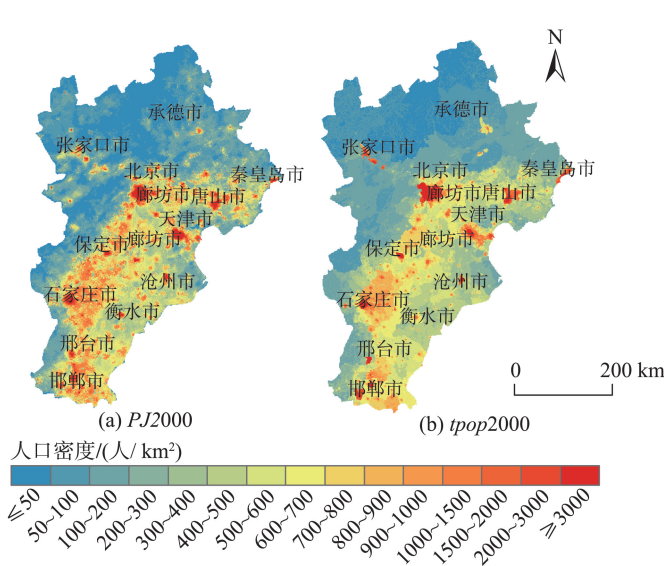 N
承德市
张家口市
北京市
秦皇岛市
廊坊市
唐山市
天津市
保定市
廊坊市
沧州市
石家庄市
衡水市
邢台市
邯郸市
(a) PJ2000
承德市
张家口市
北京市
秦皇岛市
廊坊市
唐山市
天津市
保定市
廊坊市
沧州市
石家庄市
衡水市
邢台市
邯郸市
(b) tpop2000
0 200 km
人口密度/(人/ km²)
≤50
50~100
100~200
200~300
300~400
400~500
500~600
600~700
700~800
800~900
900~1000
1000~1500
1500~2000
2000~3000
≥3000